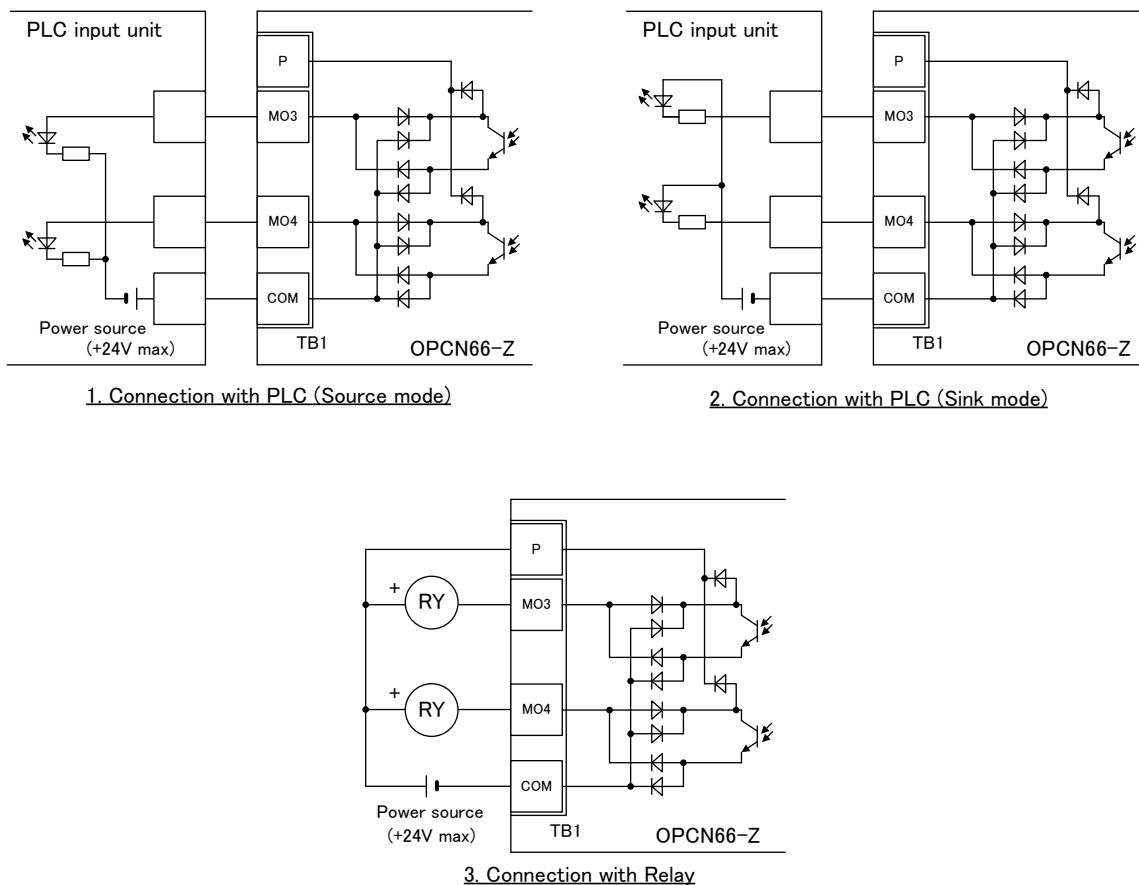 PLC input unit
P
MO3
MO4
COM
Power source
(+24V max)
TB1
OPCN66-Z
1. Connection with PLC (Source mode)
PLC input unit
P
MO3
MO4
COM
Power source
(+24V max)
TB1
OPCN66-Z
2. Connection with PLC (Sink mode)
P
+
RY
MO3
+
RY
MO4
COM
Power source
(+24V max)
TB1
OPCN66-Z
3. Connection with Relay